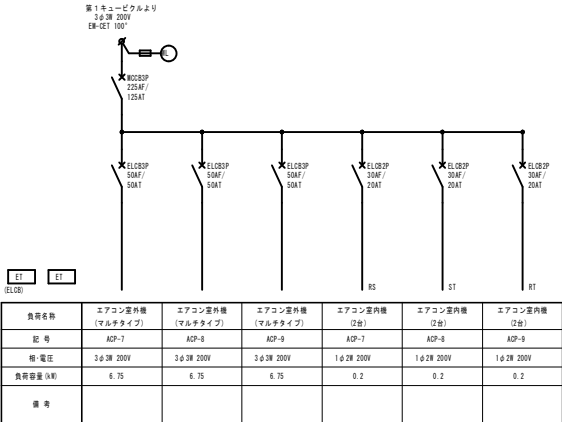 第1キュービクルより
3φ3W 200V
EM-CET 100°
WL
MCCB3P
225AF/
125AT
ELCB3P
50AF/
50AT
ELCB3P
50AF/
50AT
ELCB3P
50AF/
50AT
ELCB2P
30AF/
20AT
ELCB2P
30AF/
20AT
ELCB2P
30AF/
20AT
ET ET
(ELCB)
RS ST RT
負荷名称 エアコン室外機 エアコン室外機 エアコン室外機 エアコン室内機 エアコン室内機 エアコン室内機
(マルチタイプ) (マルチタイプ) (マルチタイプ) (2台) (2台) (2台)
記 号 ACP-7 ACP-8 ACP-9 ACP-7 ACP-8 ACP-9
相・電圧 3φ3W 200V 3φ3W 200V 3φ3W 200V 1φ2W 200V 1φ2W 200V 1φ2W 200V
負荷容量(kW) 6.75 6.75 6.75 0.2 0.2 0.2
備 考